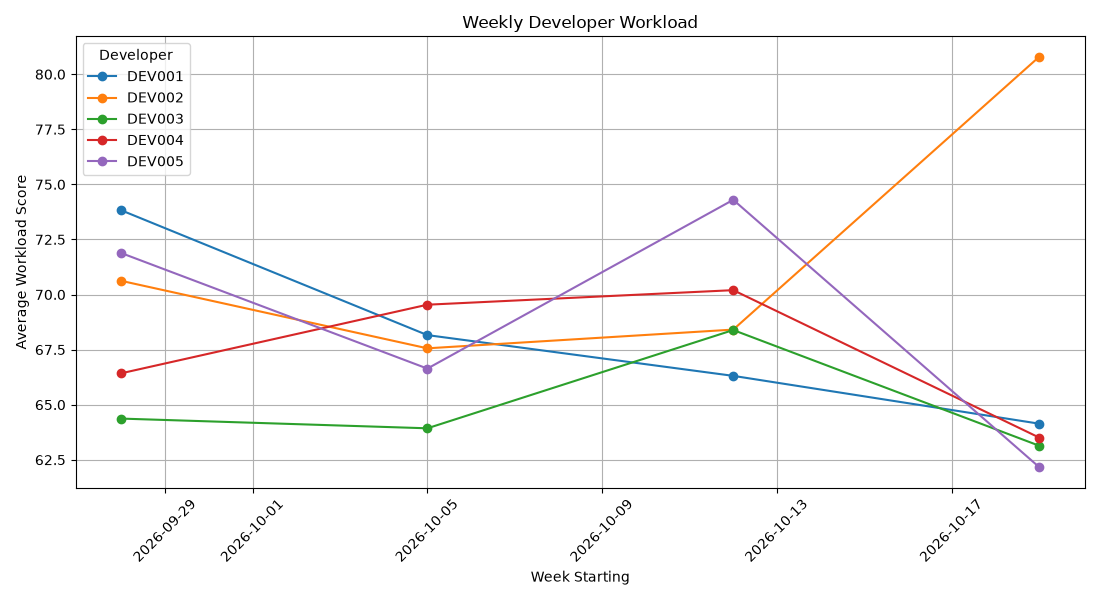 Weekly Developer Workload
Developer
DEV001
DEV002
DEV003
DEV004
DEV005
Average Workload Score
80.0
77.5
75.0
72.5
70.0
67.5
65.0
62.5
2026-09-29
2026-10-01
2026-10-05
2026-10-09
2026-10-13
2026-10-17
Week Starting